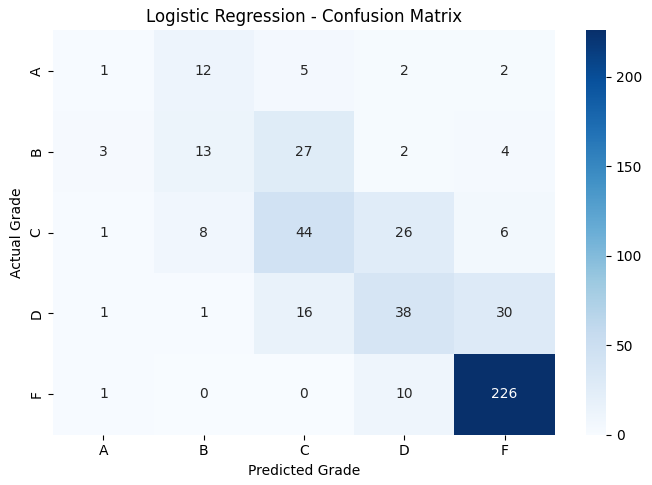 Logistic Regression - Confusion Matrix
Actual Grade
A 1 12 5 2 2
B 3 13 27 2 4
C 1 8 44 26 6
D 1 1 16 38 30
F 1 0 0 10 226
A B C D F
Predicted Grade
200
150
100
50
0